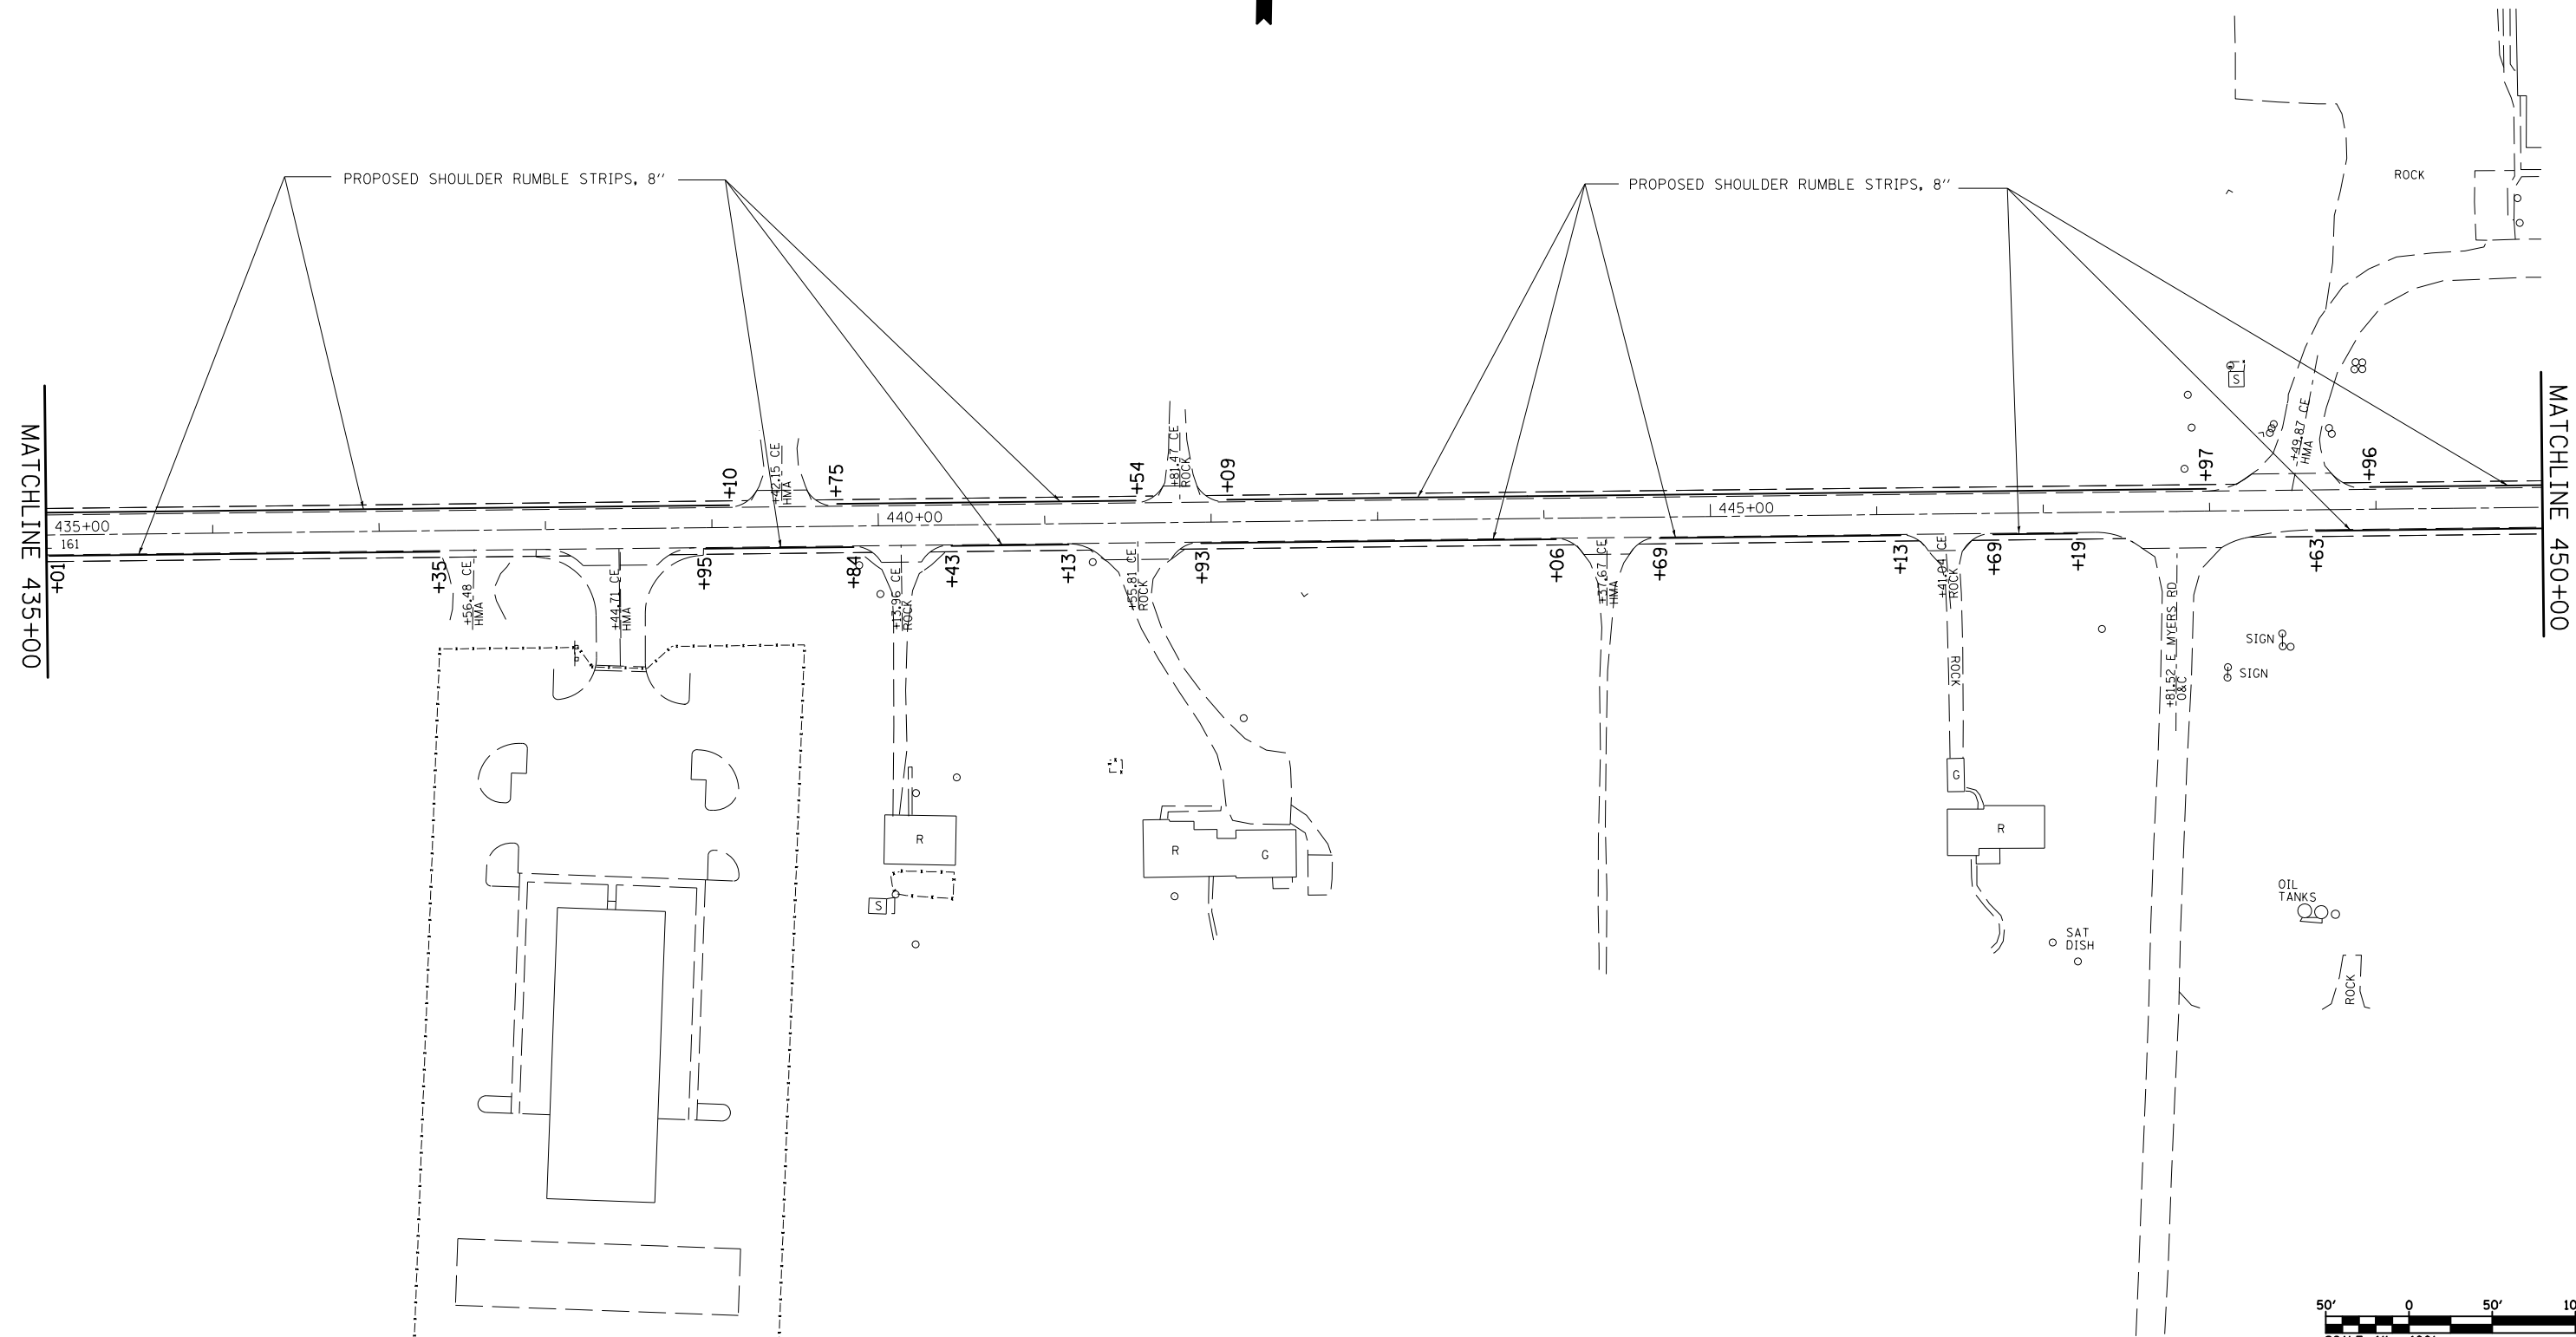 PROPOSED SHOULDER RUMBLE STRIPS, 8''
PROPOSED SHOULDER RUMBLE STRIPS, 8''
ROCK
S
MATCHLINE 435+00
MATCHLINE 450+00
+10
+42.15 CE
HMA
+75
+54
+81.47 CE
ROCK
+09
+97
+49.87 CE
HMA
+96
435+00
440+00
445+00
161
+01
+35
+56.48 CE
HMA
+44.71 CE
HMA
+95
+84
+13.96 CE
ROCK
+43
+13
+55.81 CE
ROCK
+93
+06
+37.67 CE
HMA
+69
+13
+41.04 CE
ROCK
+69
+19
+81.52 E MYERS RD
O&C
+63
SIGN
SIGN
ROCK
G
R
R
G
R
S
OIL
TANKS
SAT
DISH
ROCK
50' 0 50'